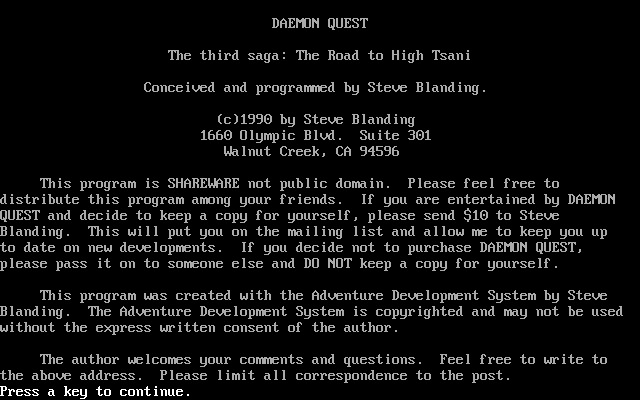 DAEMON QUEST
The third saga: The Road to High Tsani
Conceived and programmed by Steve Blanding.
(c)1990 by Steve Blanding
1660 Olympic Blvd.  Suite 301
Walnut Creek, CA 94596
This program is SHAREWARE not public domain.  Please feel free to
distribute this program among your friends.  If you are entertained by DAEMON
QUEST and decide to keep a copy for yourself, please send $10 to Steve
Blanding.  This will put you on the mailing list and allow me to keep you up
to date on new developments.  If you decide not to purchase DAEMON QUEST,
please pass it on to someone else and DO NOT keep a copy for yourself.
This program was created with the Adventure Development System by Steve
Blanding.  The Adventure Development System is copyrighted and may not be used
without the express written consent of the author.
The author welcomes your comments and questions.  Feel free to write to
the above address.  Please limit all correspondence to the post.
Press a key to continue.